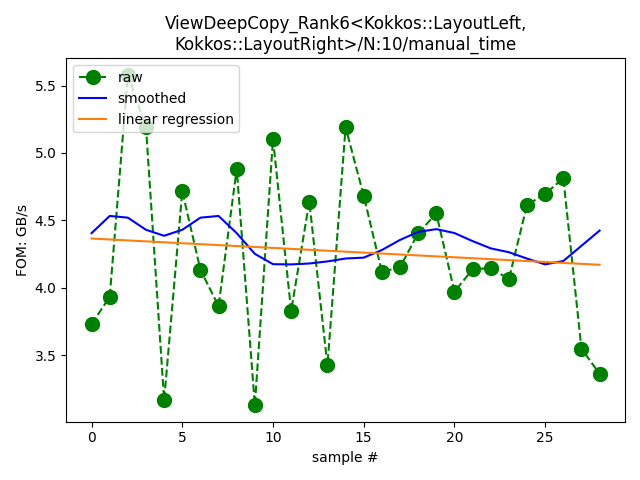 ViewDeepCopy_Rank6<Kokkos::LayoutLeft,
Kokkos::LayoutRight>/N:10/manual_time
raw
smoothed
linear regression
FOM: GB/s
5.5
5.0
4.5
4.0
3.5
0 5 10 15 20 25
sample #